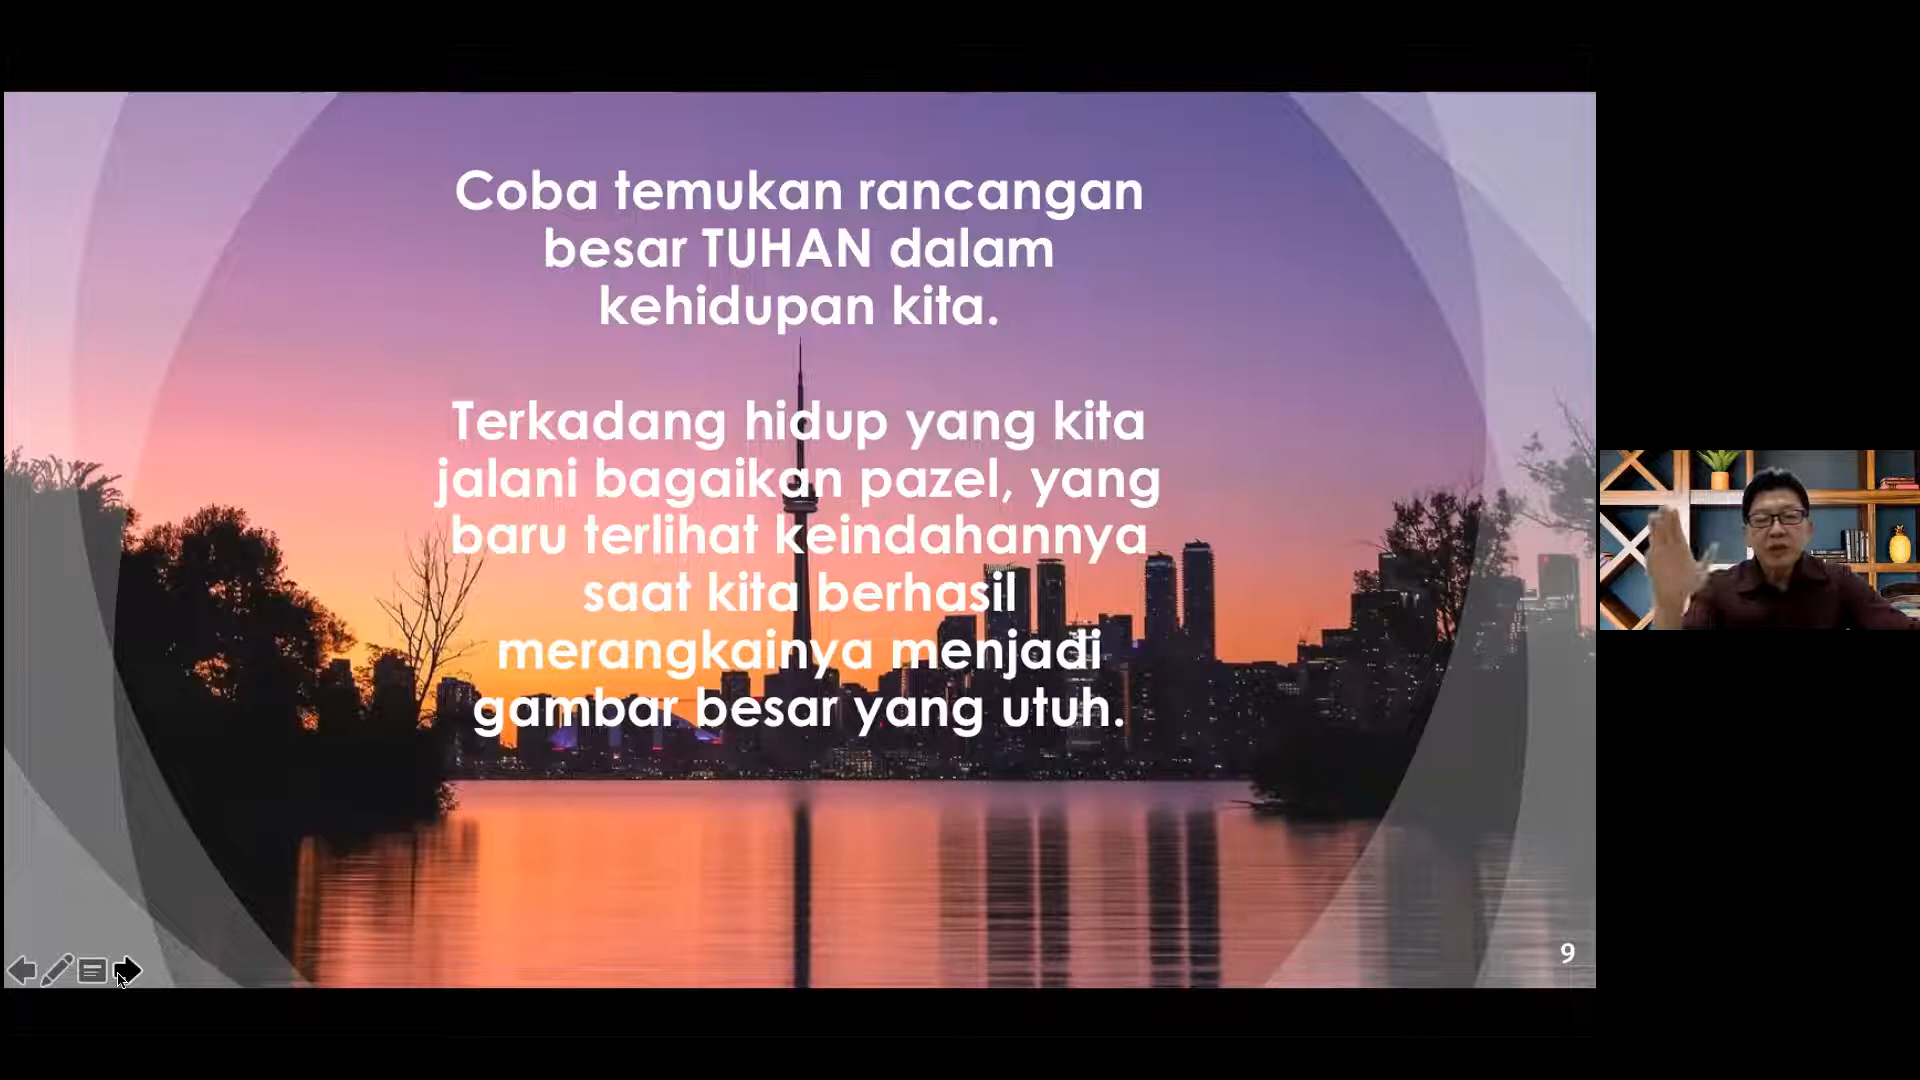 Coba temukan rancangan
besar TUHAN dalam
kehidupan kita.
Terkadang hidup yang kita
jalani bagaikan pazel, yang
baru terlihat keindahannya
saat kita berhasil
merangkainya menjadi
gambar besar yang utuh.
9